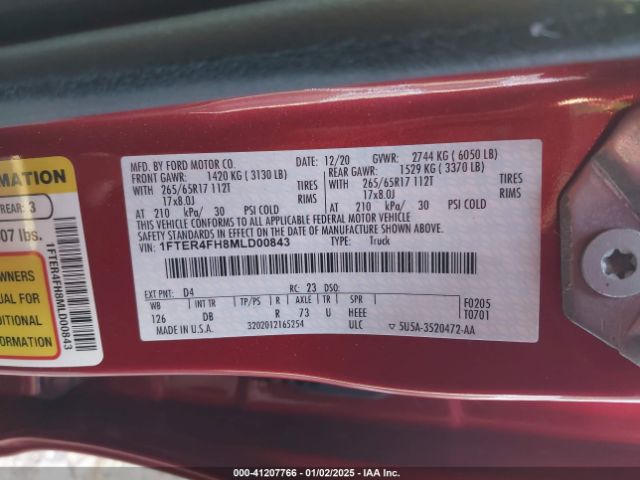 MFD. BY FORD MOTOR CO. DATE: 12/20 GVWR: 2744 KG ( 6050 LB)
FRONT GAWR: 1420 KG ( 3130 LB) REAR GAWR: 1529 KG ( 3370 LB)
WITH 265/65R17 112T TIRES WITH 265/65R17 112T TIRES
17x8.0J RIMS 17x8.0J RIMS
AT 210 kPa/ 30 PSI COLD AT 210 kPa/ 30 PSI COLD
THIS VEHICLE CONFORMS TO ALL APPLICABLE FEDERAL MOTOR VEHICLE
SAFETY STANDARDS IN EFFECT ON THE DATE OF MANUFACTURE SHOWN ABOVE.
VIN: 1FTER4FH8MLD00843 TYPE: Truck
EXT PNT: D4 RC: 23 DSO:
WB INT TR TP/PS R AXLE TR SPR F0205
126 DB R 73 U HEEE T0701
MADE IN U.S.A. 3202012165254 ULC 5U5A-3520472-AA
REAR: 3
07 lbs.
OWNERS
UAL FOR
DITIONAL
FORMATION
1FTER4FH8MLD00843
000-41207766 - 01/02/2025 - IAA Inc.